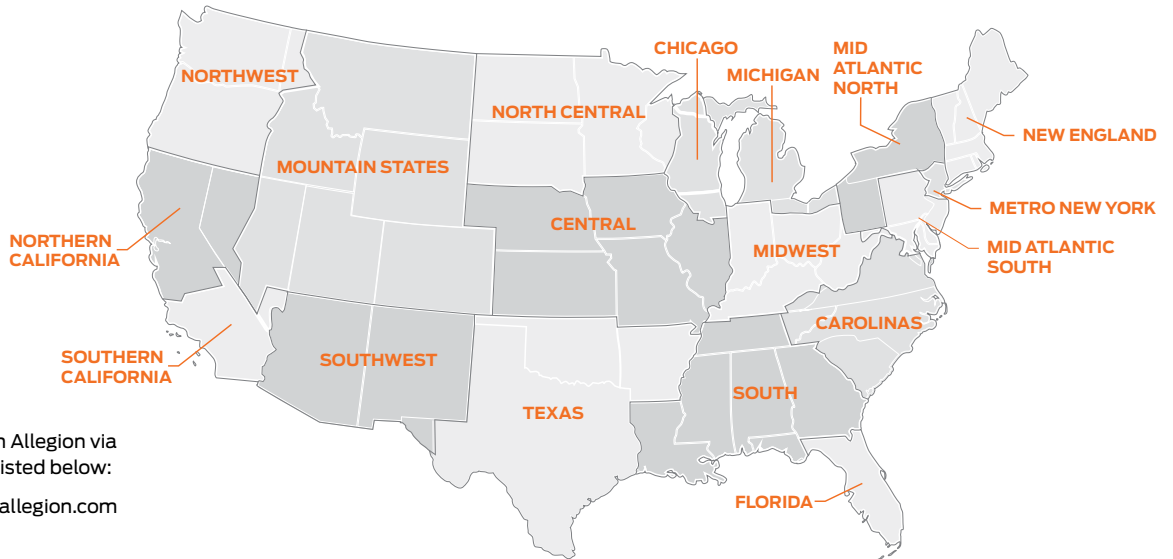 CHICAGO
MID
ATLANTIC
NORTH
MICHIGAN
NORTHWEST
NORTH CENTRAL
NEW ENGLAND
MOUNTAIN STATES
METRO NEW YORK
CENTRAL
NORTHERN
CALIFORNIA
MIDWEST
MID ATLANTIC
SOUTH
CAROLINAS
SOUTHERN
CALIFORNIA
SOUTHWEST
SOUTH
TEXAS
Allegion via
isted below:
allegion.com
FLORIDA